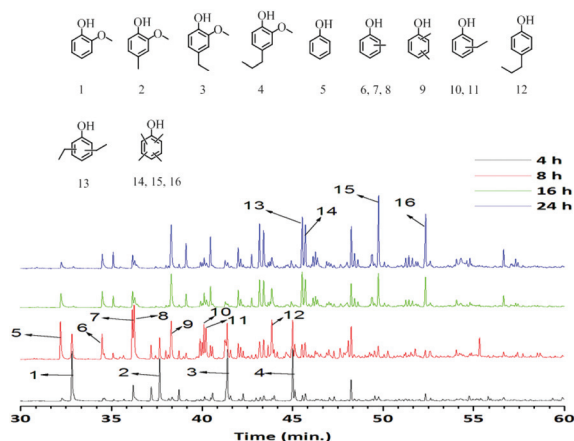 OH OH OH OH OH OH OH OH OH
O O O O
1 2 3 4 5 6, 7, 8 9 10, 11 12
OH OH
13 14, 15, 16
4 h
8 h
16 h
24 h
13 14 15 16
5 6 7 8 9 10 11 12
1 2 3 4
30 35 40 45 50 55 60
Time (min.)